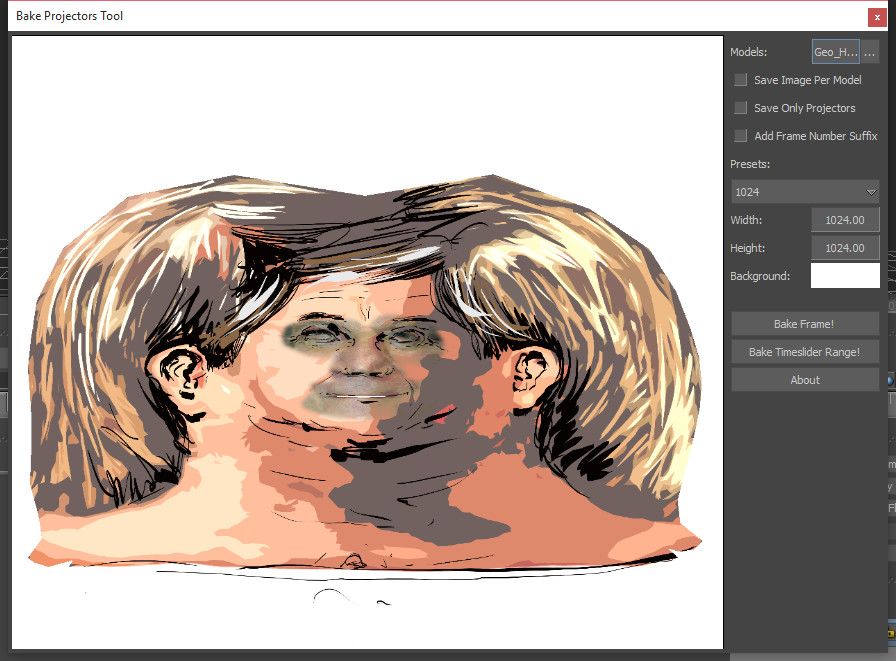 Bake Projectors Tool
x
Models:
Geo_H...
...
Save Image Per Model
Save Only Projectors
Add Frame Number Suffix
Presets:
1024
Width:
1024.00
Height:
1024.00
Background:
Bake Frame!
Bake Timeslider Range!
About